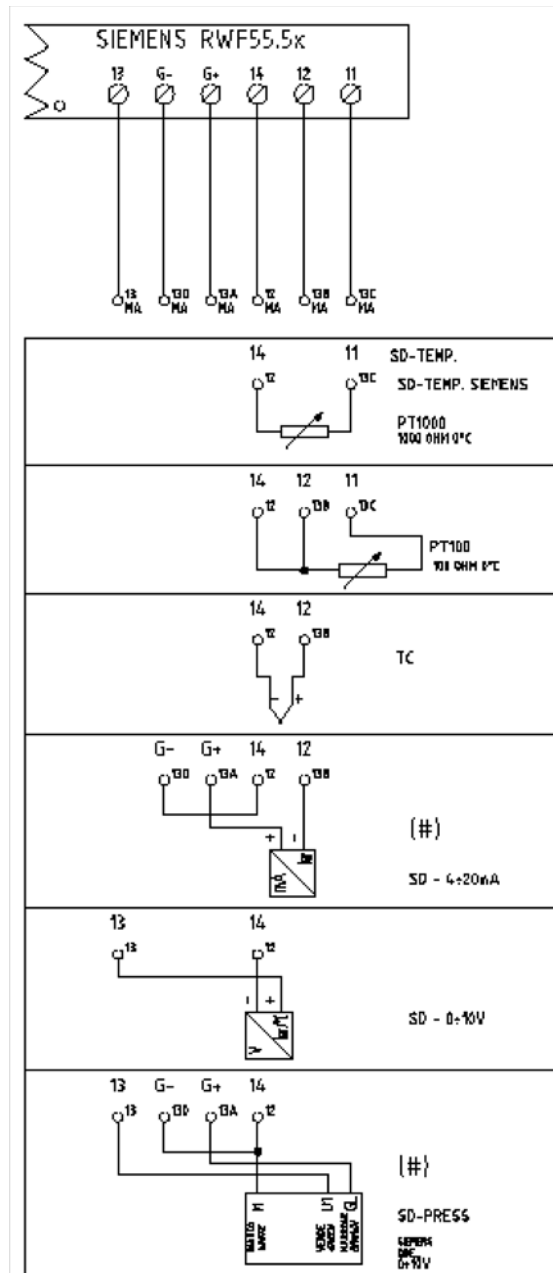 SIEMENS RWF55.5x
13 G- G+ 14 12 11
13 13D 13A 12 13B 13C
MA MA MA MA MA MA
14 11 SD-TEMP.
12 13C SD-TEMP. SIEMENS
PT1000
1000 OHM 0°C
14 12 11
12 13B 13C
PT100
100 OHM 0°C
14 12
12 13B
TC
- +
G- G+ 14 12
13D 13A 12 13B
(#)
+ -
mA
SD - 4÷20mA
13 14
13 12
- +
V
SD - 0÷10V
13 G- G+ 14
13 13D 13A 12
(#)
M U1 GL
SD-PRESS
SIEMENS
0÷10V